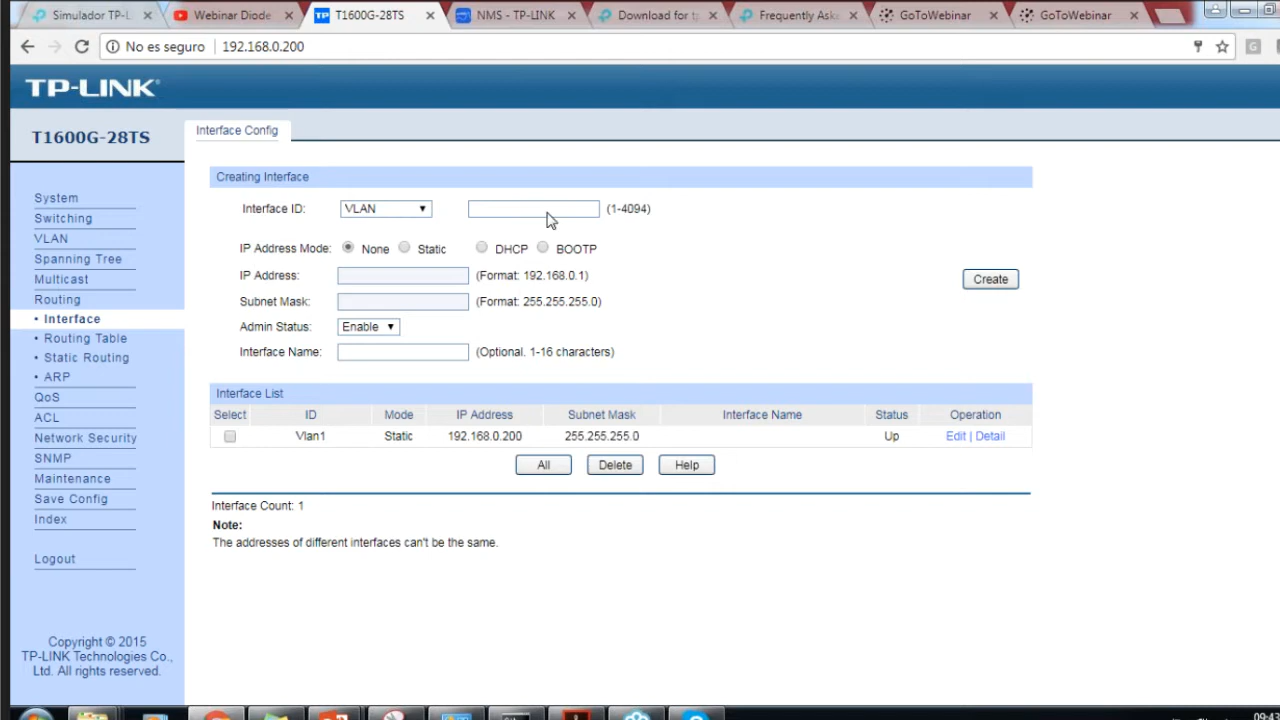 Simulador TP-L
Webinar Diode
T1600G-28TS
NMS - TP-LINK
Download for t
Frequently Aske
GoToWebinar
GoToWebinar
No es seguro 192.168.0.200
TP-LINK
T1600G-28TS
Interface Config
System
Switching
VLAN
Spanning Tree
Multicast
Routing
• Interface
• Routing Table
• Static Routing
• ARP
QoS
ACL
Network Security
SNMP
Maintenance
Save Config
Index
Logout
Copyright © 2015
TP-LINK Technologies Co.,
Ltd. All rights reserved.
Creating Interface
Interface ID: VLAN (1-4094)
IP Address Mode: None Static DHCP BOOTP
IP Address: (Format: 192.168.0.1)
Subnet Mask: (Format: 255.255.255.0)
Admin Status: Enable
Interface Name: (Optional. 1-16 characters)
Create
Interface List
Select ID Mode IP Address Subnet Mask Interface Name Status Operation
Vlan1 Static 192.168.0.200 255.255.255.0 Up Edit | Detail
All Delete Help
Interface Count: 1
Note:
The addresses of different interfaces can't be the same.